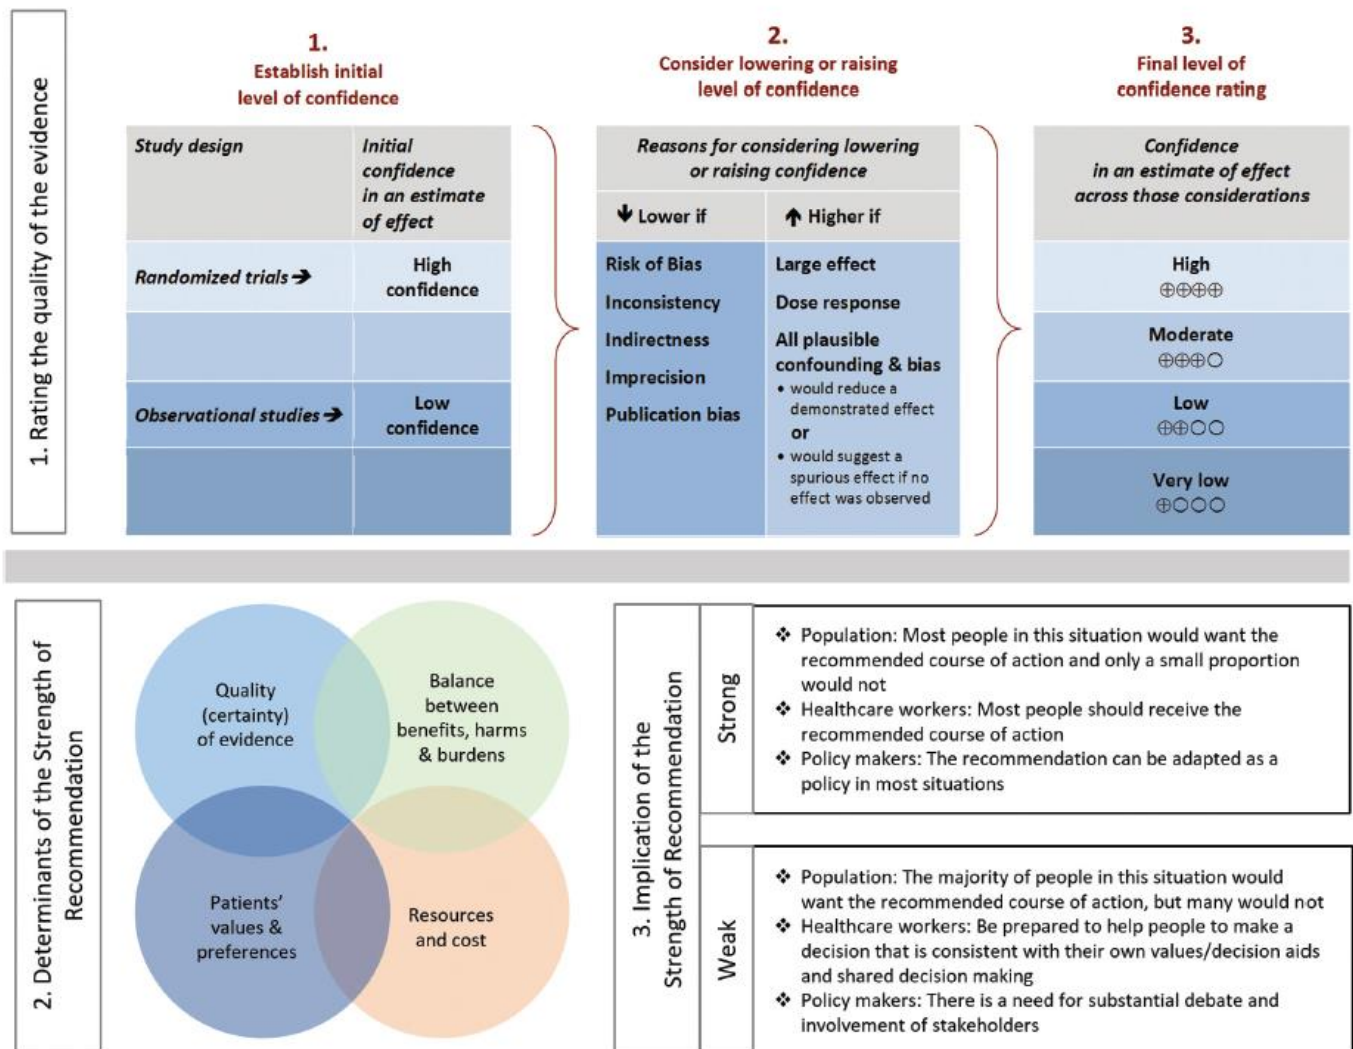 1. Rating the quality of the evidence
1.
Establish initial
level of confidence
Study design
Initial
confidence
in an estimate
of effect
Randomized trials ➔
High
confidence
Observational studies ➔
Low
confidence
2.
Consider lowering or raising
level of confidence
Reasons for considering lowering
or raising confidence
🡇 Lower if
🡅 Higher if
Risk of Bias
Inconsistency
Indirectness
Imprecision
Publication bias
Large effect
Dose response
All plausible
confounding & bias
• would reduce a
demonstrated effect
or
• would suggest a
spurious effect if no
effect was observed
3.
Final level of
confidence rating
Confidence
in an estimate of effect
across those considerations
High
⊕⊕⊕⊕
Moderate
⊕⊕⊕○
Low
⊕⊕○○
Very low
⊕○○○
2. Determinants of the Strength of
Recommendation
Quality
(certainty)
of evidence
Balance
between
benefits, harms
& burdens
Patients'
values &
preferences
Resources
and cost
3. Implication of the
Strength of Recommendation
Strong
❖ Population: Most people in this situation would want the
recommended course of action and only a small proportion
would not
❖ Healthcare workers: Most people should receive the
recommended course of action
❖ Policy makers: The recommendation can be adapted as a
policy in most situations
Weak
❖ Population: The majority of people in this situation would
want the recommended course of action, but many would not
❖ Healthcare workers: Be prepared to help people to make a
decision that is consistent with their own values/decision aids
and shared decision making
❖ Policy makers: There is a need for substantial debate and
involvement of stakeholders